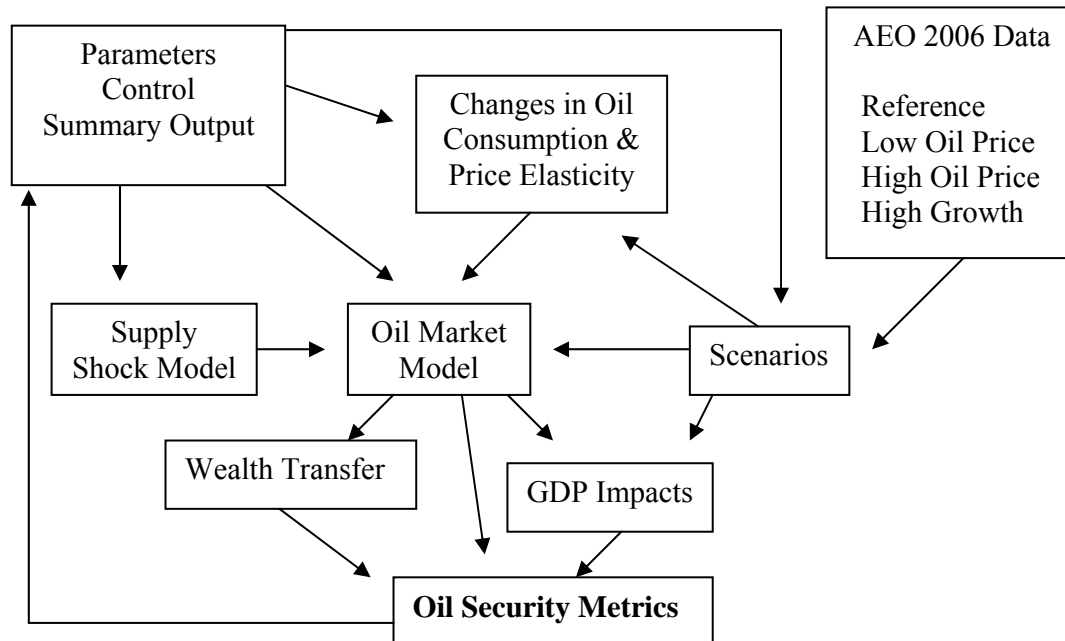 Parameters
Control
Summary Output
Changes in Oil
Consumption &
Price Elasticity
AEO 2006 Data
Reference
Low Oil Price
High Oil Price
High Growth
Supply
Shock Model
Oil Market
Model
Scenarios
Wealth Transfer
GDP Impacts
Oil Security Metrics